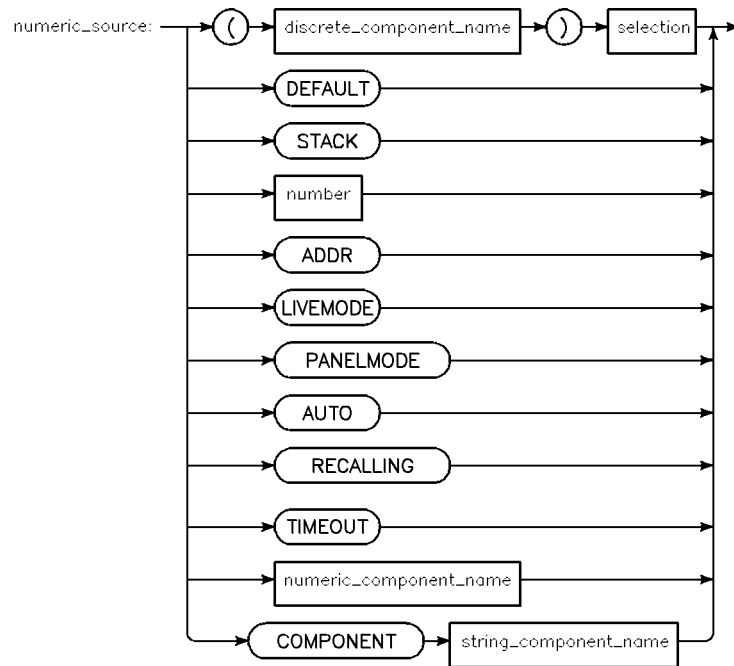 numeric_source: ( discrete_component_name ) selection
DEFAULT
STACK
number
ADDR
LIVEMODE
PANELMODE
AUTO
RECALLING
TIMEOUT
numeric_component_name
COMPONENT string_component_name